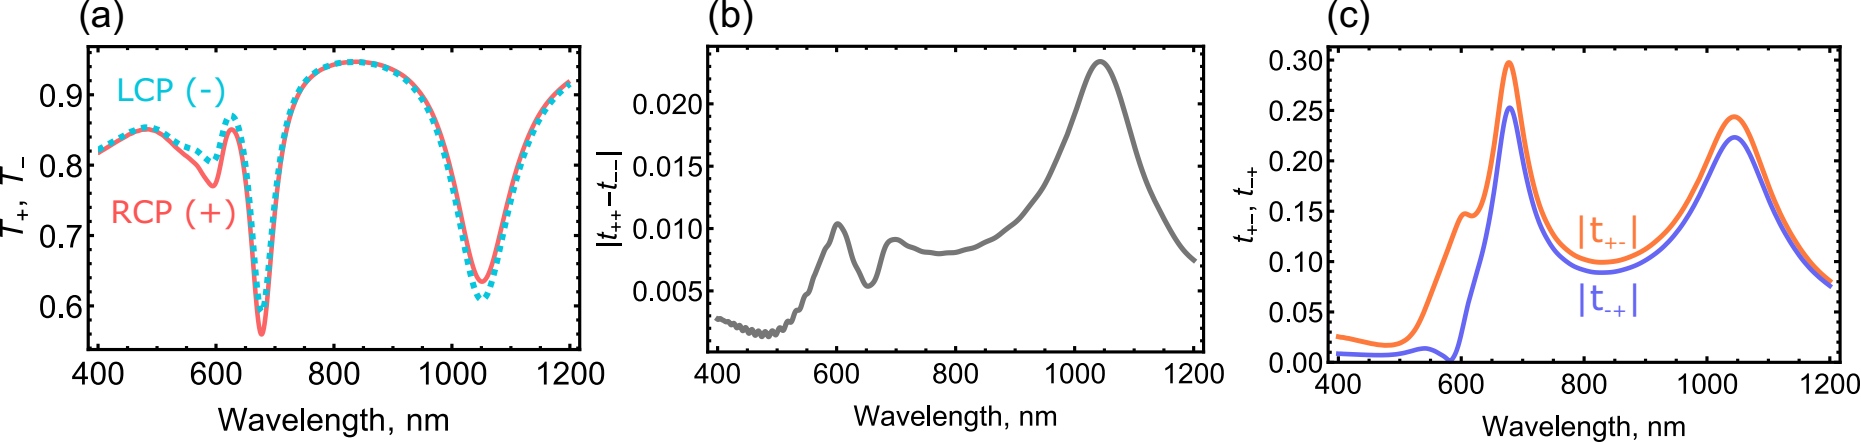 (a)
LCP (-)
RCP (+)
T₊, T₋
0.9
0.8
0.7
0.6
400 600 800 1000 1200
Wavelength, nm
(b)
|t₊₊-t₋₋|
0.020
0.015
0.010
0.005
400 600 800 1000 1200
Wavelength, nm
(c)
t₊₋, t₋₊
0.30
0.25
0.20
0.15
0.10
0.05
0.00
|t₊₋|
|t₋₊|
400 600 800 1000 1200
Wavelength, nm